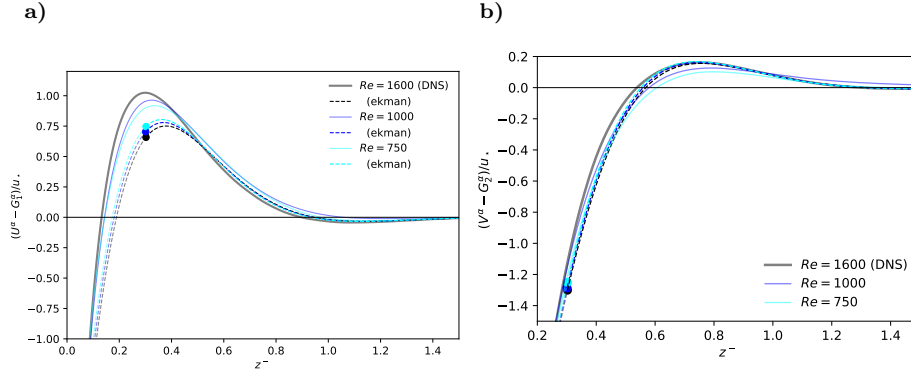 a)
b)
(U^α − G_1^α)/u⋆
1.00
0.75
0.50
0.25
0.00
−0.25
−0.50
−0.75
−1.00
0.0 0.2 0.4 0.6 0.8 1.0 1.2 1.4
z⁻
Re = 1600 (DNS)
(ekman)
Re = 1000
(ekman)
Re = 750
(ekman)
(V^α − G_2^α)/u⋆
0.2
0.0
−0.2
−0.4
−0.6
−0.8
−1.0
−1.2
−1.4
0.2 0.4 0.6 0.8 1.0 1.2 1.4
z⁻
Re = 1600 (DNS)
Re = 1000
Re = 750